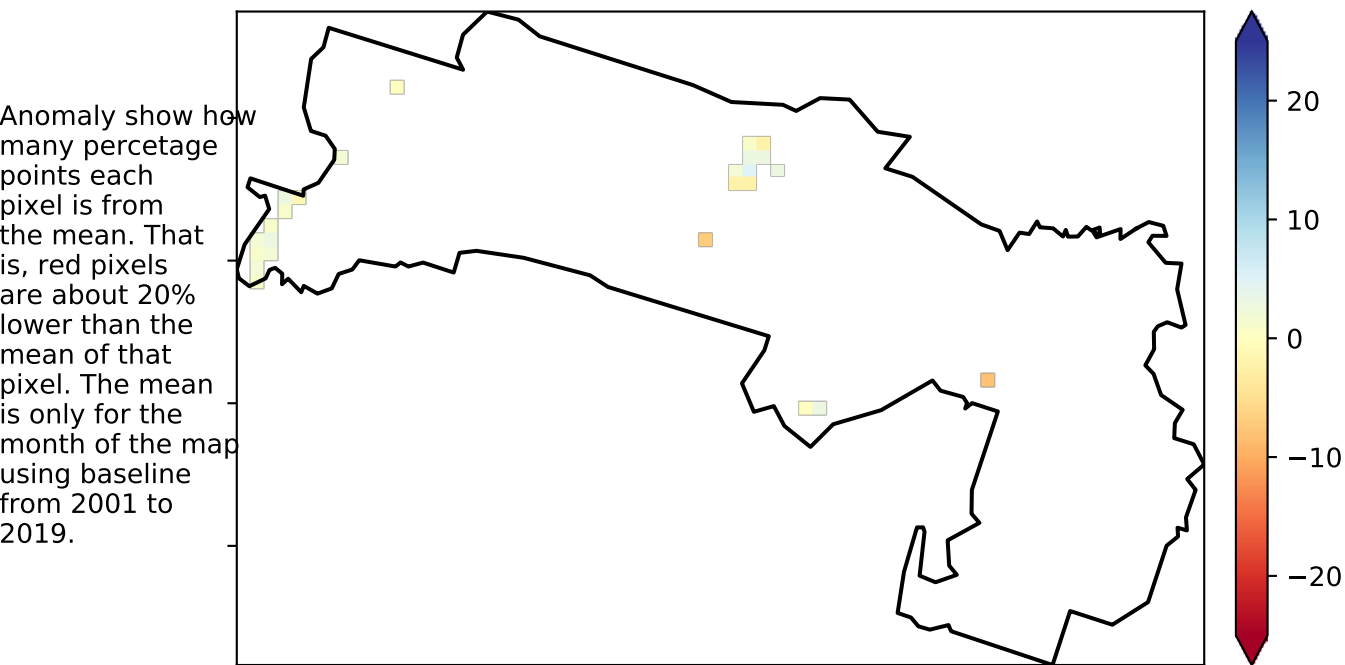 Anomaly show how
many percetage
points each
pixel is from
the mean. That
is, red pixels
are about 20%
lower than the
mean of that
pixel. The mean
is only for the
month of the map
using baseline
from 2001 to
2019.
20
10
0
−10
−20